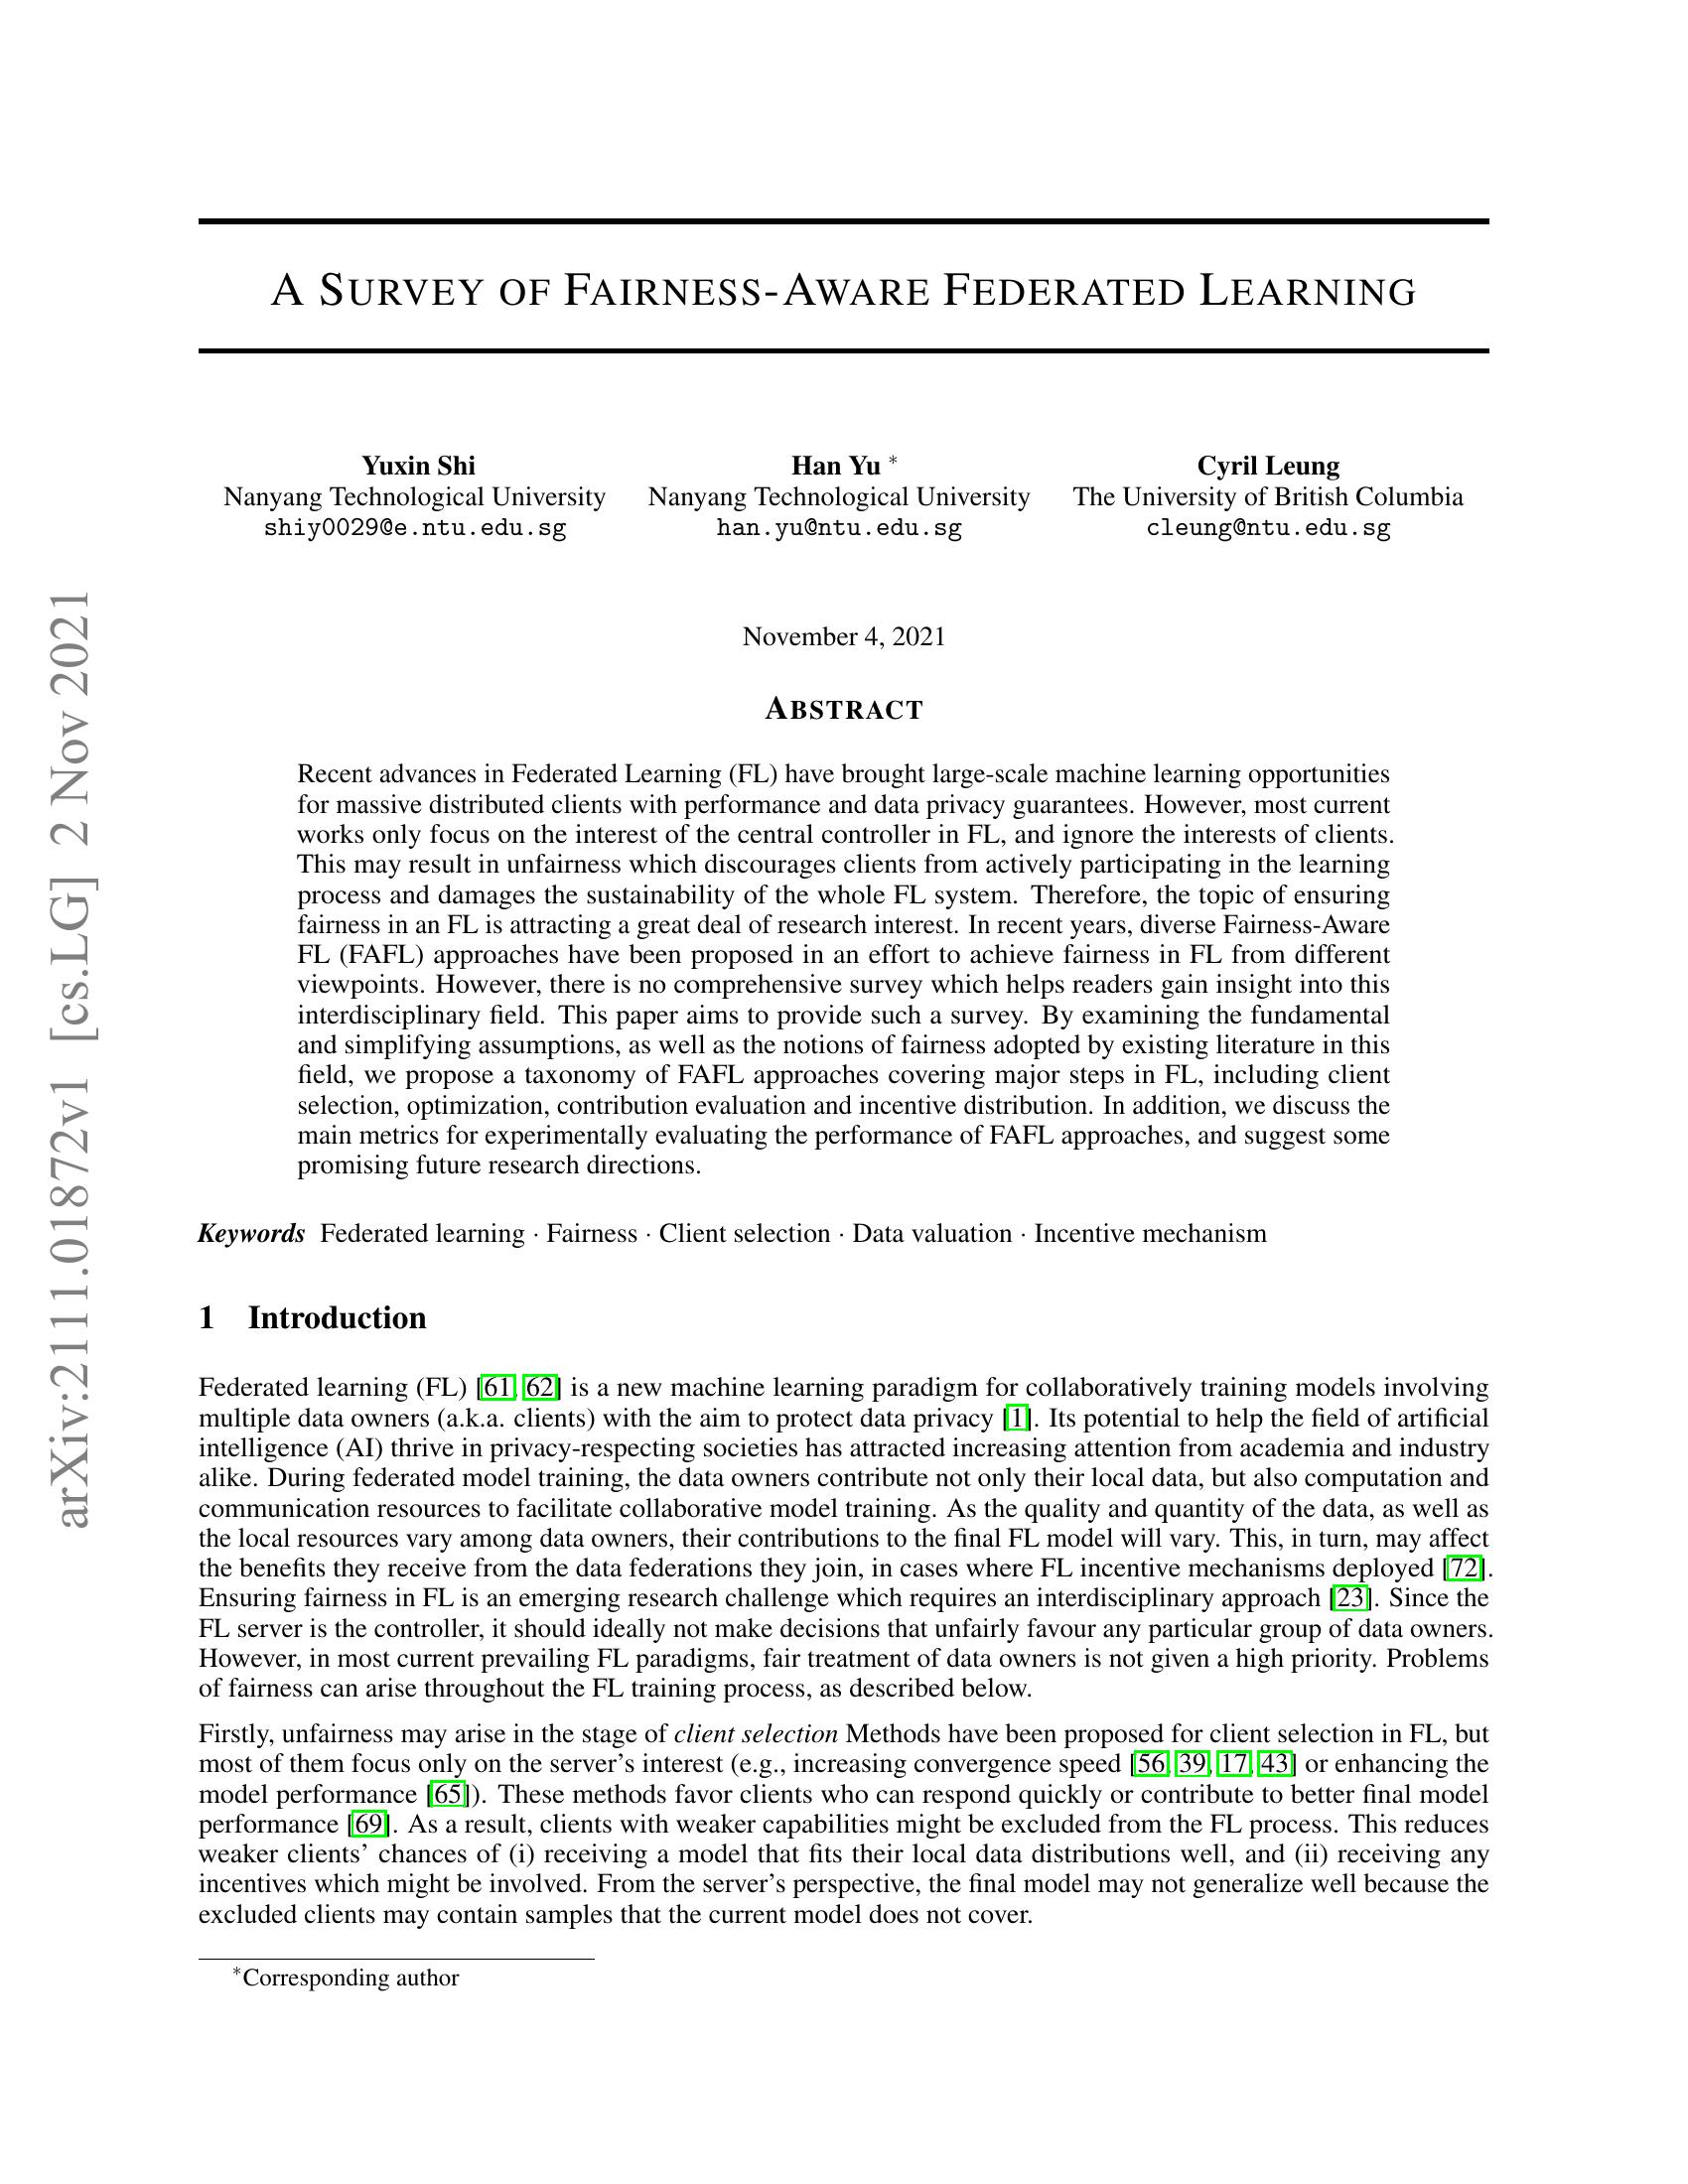 arXiv:2111.01872v1 [cs.LG] 2 Nov 2021
A SURVEY OF FAIRNESS-AWARE FEDERATED LEARNING
Yuxin Shi
Nanyang Technological University
shiy0029@e.ntu.edu.sg
Han Yu *
Nanyang Technological University
han.yu@ntu.edu.sg
Cyril Leung
The University of British Columbia
cleung@ntu.edu.sg
November 4, 2021
ABSTRACT
Recent advances in Federated Learning (FL) have brought large-scale machine learning opportunities
for massive distributed clients with performance and data privacy guarantees. However, most current
works only focus on the interest of the central controller in FL, and ignore the interests of clients.
This may result in unfairness which discourages clients from actively participating in the learning
process and damages the sustainability of the whole FL system. Therefore, the topic of ensuring
fairness in an FL is attracting a great deal of research interest. In recent years, diverse Fairness-Aware
FL (FAFL) approaches have been proposed in an effort to achieve fairness in FL from different
viewpoints. However, there is no comprehensive survey which helps readers gain insight into this
interdisciplinary field. This paper aims to provide such a survey. By examining the fundamental
and simplifying assumptions, as well as the notions of fairness adopted by existing literature in this
field, we propose a taxonomy of FAFL approaches covering major steps in FL, including client
selection, optimization, contribution evaluation and incentive distribution. In addition, we discuss the
main metrics for experimentally evaluating the performance of FAFL approaches, and suggest some
promising future research directions.
Keywords Federated learning · Fairness · Client selection · Data valuation · Incentive mechanism
1 Introduction
Federated learning (FL) [61, 62] is a new machine learning paradigm for collaboratively training models involving
multiple data owners (a.k.a. clients) with the aim to protect data privacy [1]. Its potential to help the field of artificial
intelligence (AI) thrive in privacy-respecting societies has attracted increasing attention from academia and industry
alike. During federated model training, the data owners contribute not only their local data, but also computation and
communication resources to facilitate collaborative model training. As the quality and quantity of the data, as well as
the local resources vary among data owners, their contributions to the final FL model will vary. This, in turn, may affect
the benefits they receive from the data federations they join, in cases where FL incentive mechanisms deployed [72].
Ensuring fairness in FL is an emerging research challenge which requires an interdisciplinary approach [23]. Since the
FL server is the controller, it should ideally not make decisions that unfairly favour any particular group of data owners.
However, in most current prevailing FL paradigms, fair treatment of data owners is not given a high priority. Problems
of fairness can arise throughout the FL training process, as described below.
Firstly, unfairness may arise in the stage of client selection Methods have been proposed for client selection in FL, but
most of them focus only on the server's interest (e.g., increasing convergence speed [56, 39, 17, 43] or enhancing the
model performance [65]). These methods favor clients who can respond quickly or contribute to better final model
performance [69]. As a result, clients with weaker capabilities might be excluded from the FL process. This reduces
weaker clients' chances of (i) receiving a model that fits their local data distributions well, and (ii) receiving any
incentives which might be involved. From the server's perspective, the final model may not generalize well because the
excluded clients may contain samples that the current model does not cover.
*Corresponding author